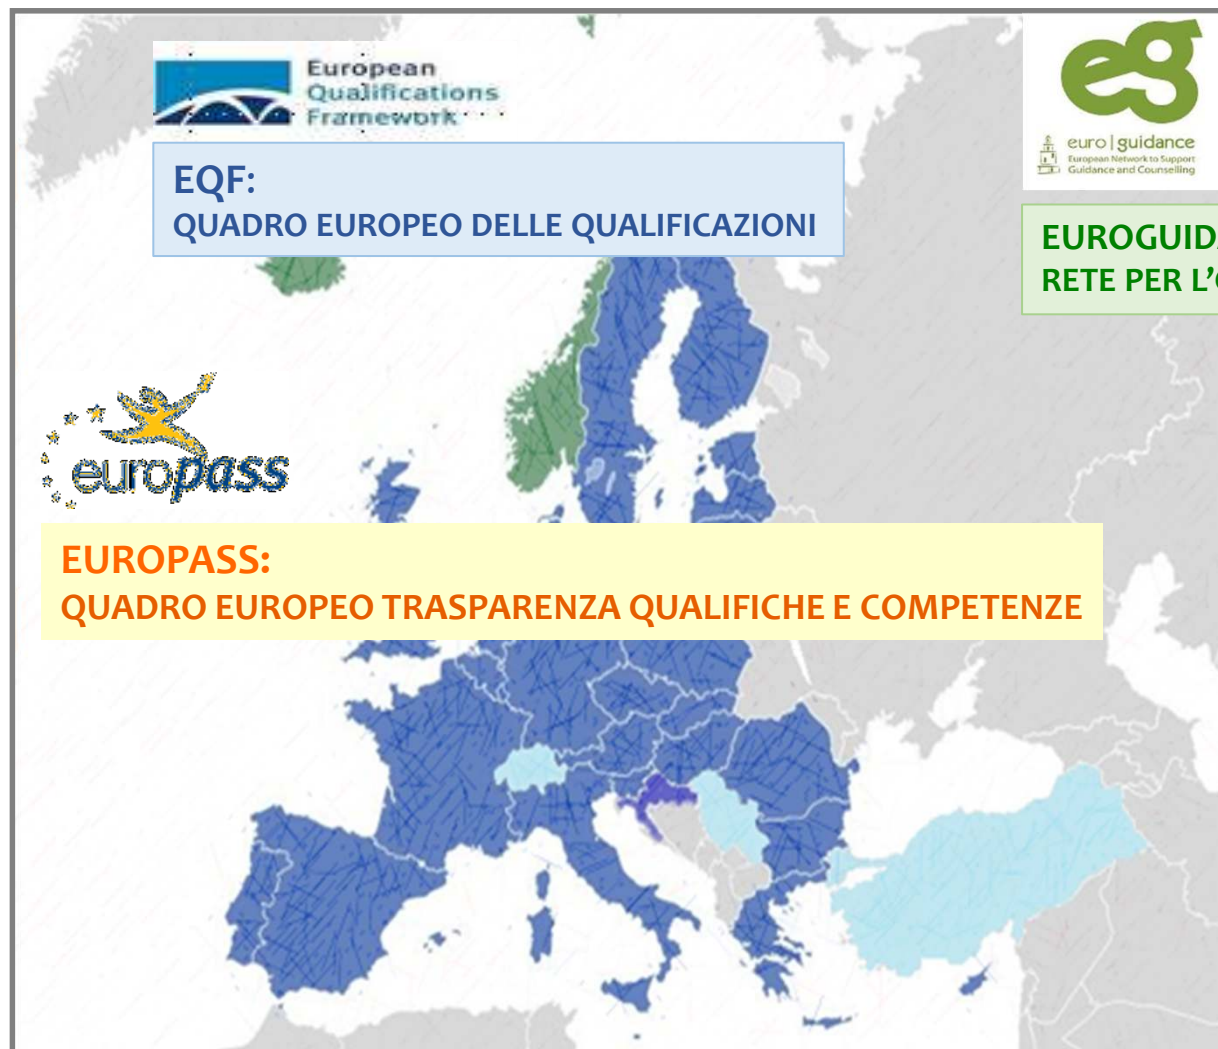 European
Qualifications
Framework
EQF:
QUADRO EUROPEO DELLE QUALIFICAZIONI
eg
euro|guidance
European Network to Support
Guidance and Counselling
EUROGUID
RETE PER L'
europass
EUROPASS:
QUADRO EUROPEO TRASPARENZA QUALIFICHE E COMPETENZE